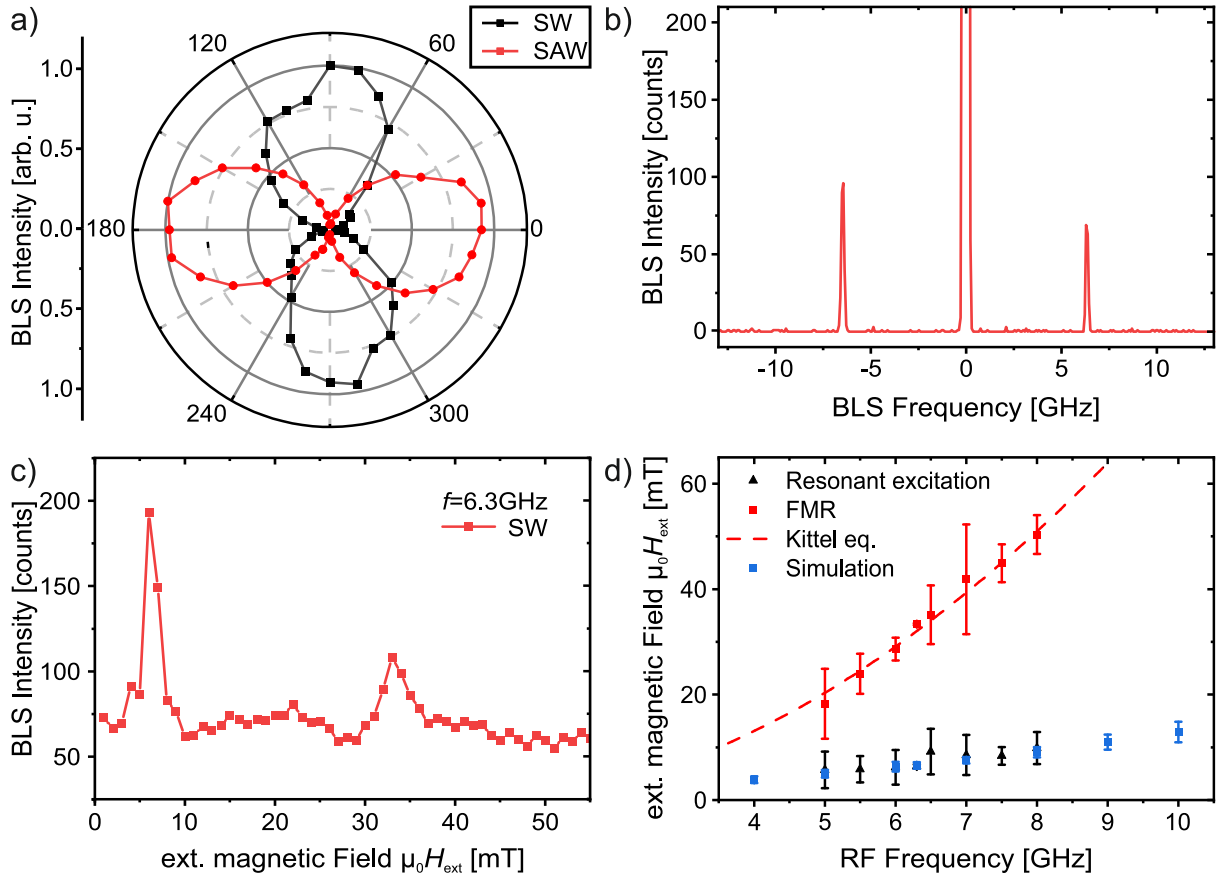 a)
SW
SAW
120
60
180
0
240
300
1.0
0.5
0.0
0.5
1.0
BLS Intensity [arb. u.]
b)
200
150
100
50
0
BLS Intensity [counts]
-10
-5
0
5
10
BLS Frequency [GHz]
c)
f=6.3GHz
SW
200
150
100
50
BLS Intensity [counts]
0
10
20
30
40
50
ext. magnetic Field μ₀Hₑₓₜ [mT]
d)
Resonant excitation
FMR
Kittel eq.
Simulation
60
40
20
0
ext. magnetic Field μ₀Hₑₓₜ [mT]
4
5
6
7
8
9
10
RF Frequency [GHz]